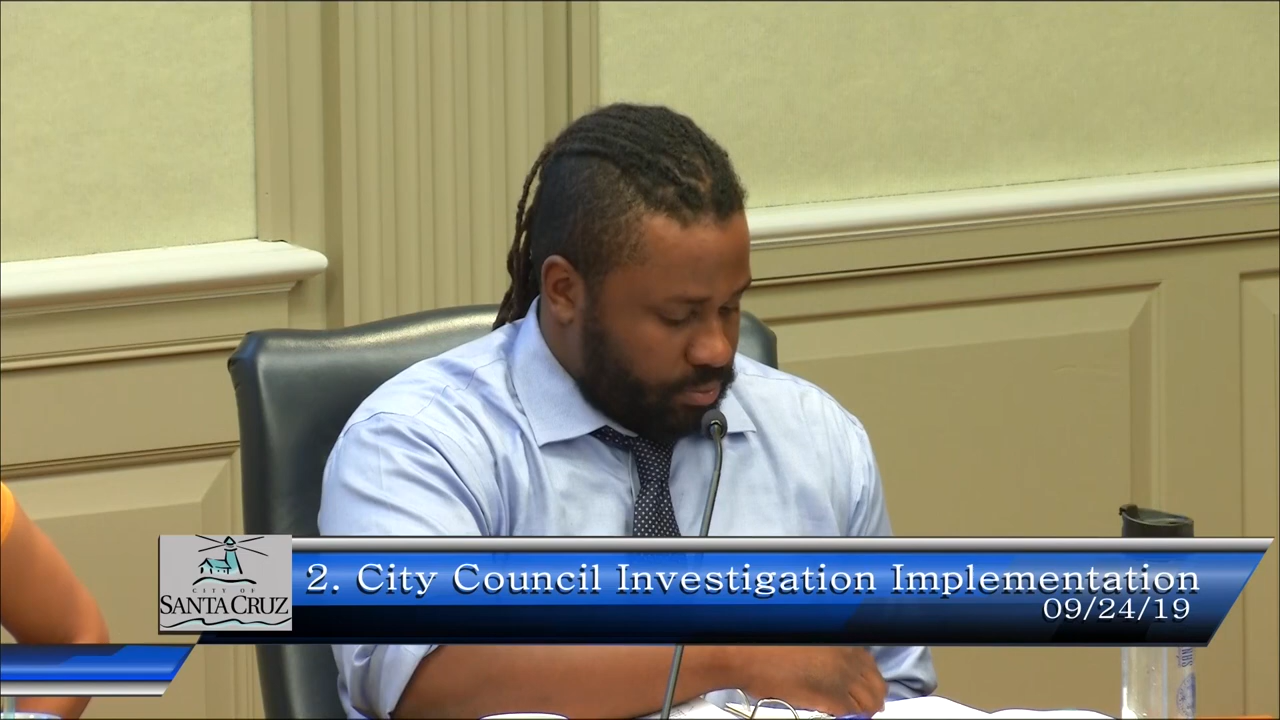 CITY OF
SANTA CRUZ
2. City Council Investigation Implementation
09/24/19